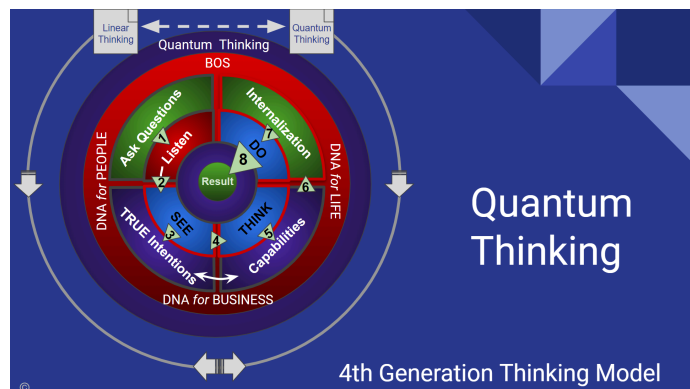 Linear
Thinking
Quantum
Thinking
Quantum Thinking
BOS
Ask Questions
Internalization
1
Listen
7
DO
DNA for PEOPLE
DNA for LIFE
8
Result
2
6
SEE
THINK
3
4
5
TRUE Intentions
Capabilities
DNA for BUSINESS
Quantum
Thinking
4th Generation Thinking Model
©